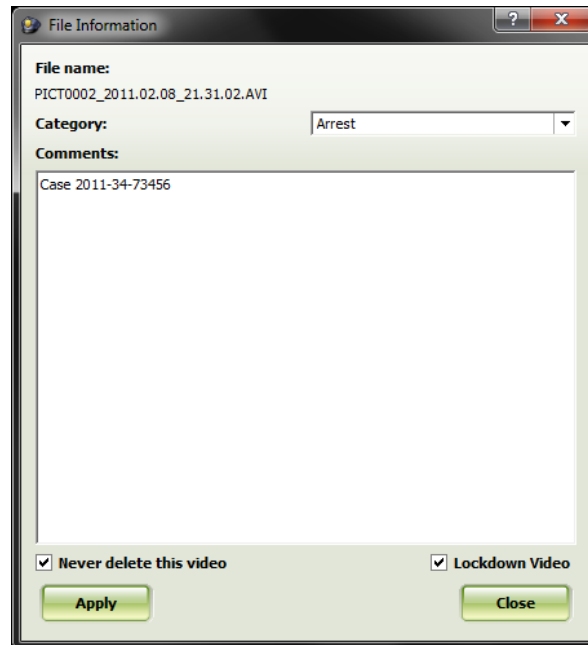 File Information
File name:
PICT0002_2011.02.08_21.31.02.AVI
Category:
Arrest
Comments:
Case 2011-34-73456
Never delete this video
Lockdown Video
Apply
Close